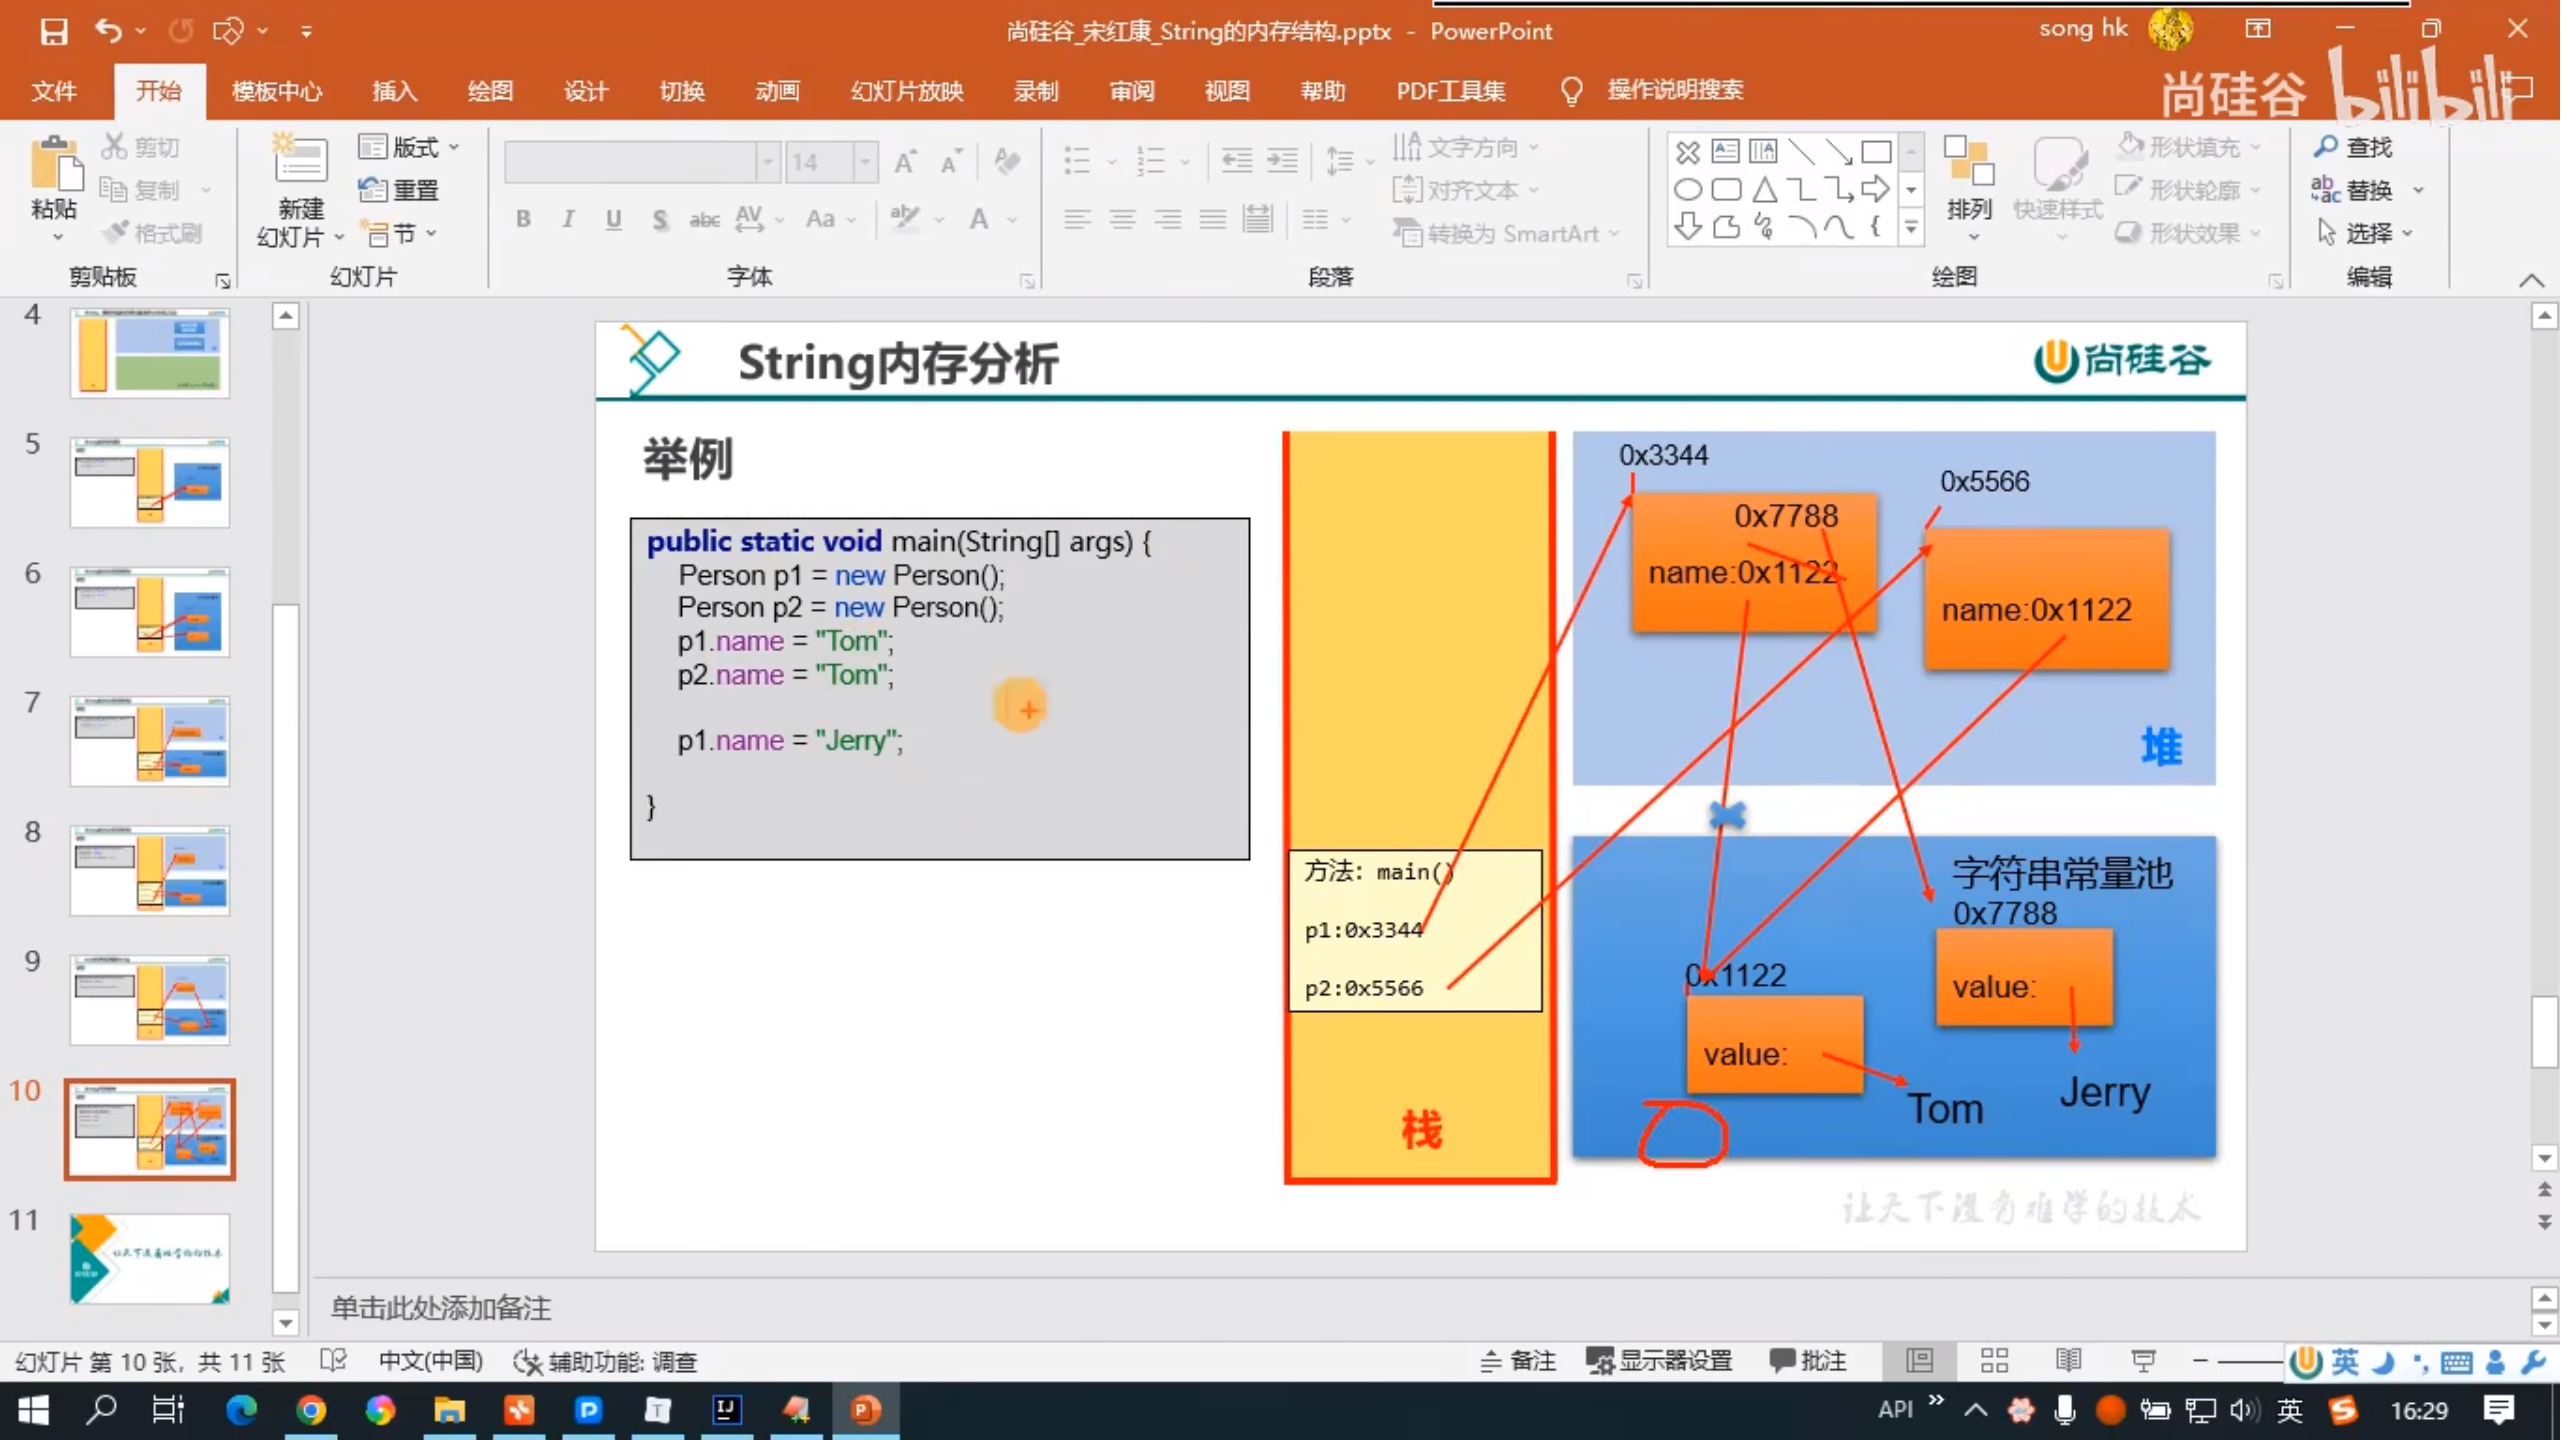 尚硅谷_宋红康_String的内存结构.pptx - PowerPoint
song hk
文件 开始 模板中心 插入 绘图 设计 切换 动画 幻灯片放映 录制 审阅 视图 帮助 PDF工具集 操作说明搜索
尚硅谷 bilibili
粘贴
剪切
复制
格式刷
剪贴板
新建
幻灯片
版式
重置
节
幻灯片
14
B I U S abc AV Aa A
字体
文字方向
对齐文本
转换为 SmartArt
段落
排列
快速样式
形状填充
形状轮廓
形状效果
绘图
查找
替换
选择
编辑
4
5
6
7
8
9
10
11
String内存分析
尚硅谷
举例
public static void main(String[] args) {
Person p1 = new Person();
Person p2 = new Person();
p1.name = "Tom";
p2.name = "Tom";
p1.name = "Jerry";
}
方法: main()
p1:0x3344
p2:0x5566
栈
0x3344
0x7788
name:0x1122
0x5566
name:0x1122
堆
字符串常量池
0x7788
value:
Jerry
0x1122
value:
Tom
让天下没有难学的技术
单击此处添加备注
幻灯片 第 10 张, 共 11 张 中文(中国) 辅助功能: 调查
备注 显示器设置 批注
英
API 英 16:29